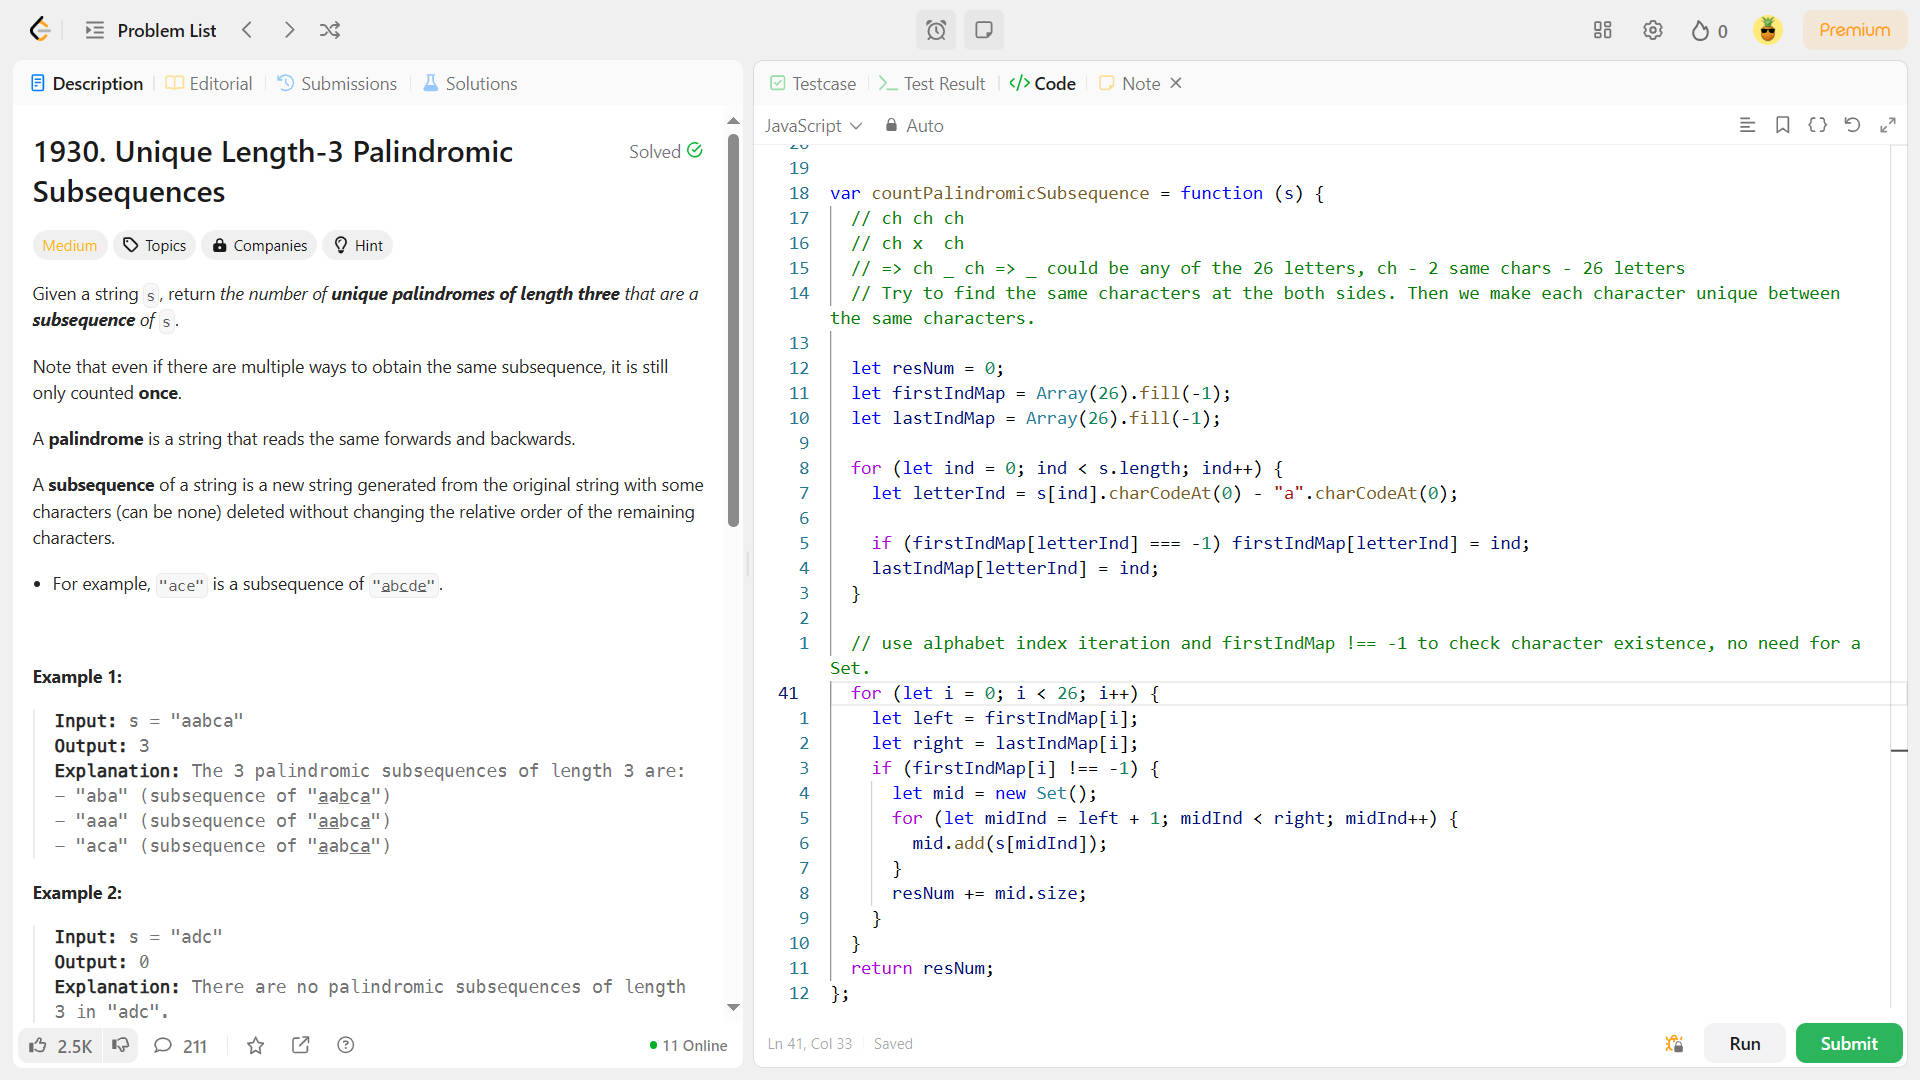 Problem List
0
Premium
Description
Editorial
Submissions
Solutions
1930. Unique Length-3 Palindromic
Subsequences
Solved
Medium
Topics
Companies
Hint
Given a string s, return the number of unique palindromes of length three that are a
subsequence of s.
Note that even if there are multiple ways to obtain the same subsequence, it is still
only counted once.
A palindrome is a string that reads the same forwards and backwards.
A subsequence of a string is a new string generated from the original string with some
characters (can be none) deleted without changing the relative order of the remaining
characters.
• For example, "ace" is a subsequence of "abcde".
Example 1:
Input: s = "aabca"
Output: 3
Explanation: The 3 palindromic subsequences of length 3 are:
- "aba" (subsequence of "aabca")
- "aaa" (subsequence of "aabca")
- "aca" (subsequence of "aabca")
Example 2:
Input: s = "adc"
Output: 0
Explanation: There are no palindromic subsequences of length
3 in "adc".
2.5K
211
11 Online
Testcase
Test Result
</> Code
Note
JavaScript
Auto
20
19
18 var countPalindromicSubsequence = function (s) {
17 // ch ch ch
16 // ch x  ch
15 // => ch _ ch => _ could be any of the 26 letters, ch - 2 same chars - 26 letters
14 // Try to find the same characters at the both sides. Then we make each character unique between
the same characters.
13
12 let resNum = 0;
11 let firstIndMap = Array(26).fill(-1);
10 let lastIndMap = Array(26).fill(-1);
9
8 for (let ind = 0; ind < s.length; ind++) {
7 let letterInd = s[ind].charCodeAt(0) - "a".charCodeAt(0);
6
5 if (firstIndMap[letterInd] === -1) firstIndMap[letterInd] = ind;
4 lastIndMap[letterInd] = ind;
3 }
2
1 // use alphabet index iteration and firstIndMap !== -1 to check character existence, no need for a
Set.
41 for (let i = 0; i < 26; i++) {
1 let left = firstIndMap[i];
2 let right = lastIndMap[i];
3 if (firstIndMap[i] !== -1) {
4 let mid = new Set();
5 for (let midInd = left + 1; midInd < right; midInd++) {
6 mid.add(s[midInd]);
7 }
8 resNum += mid.size;
9 }
10 }
11 return resNum;
12 };
Ln 41, Col 33
Saved
Run
Submit